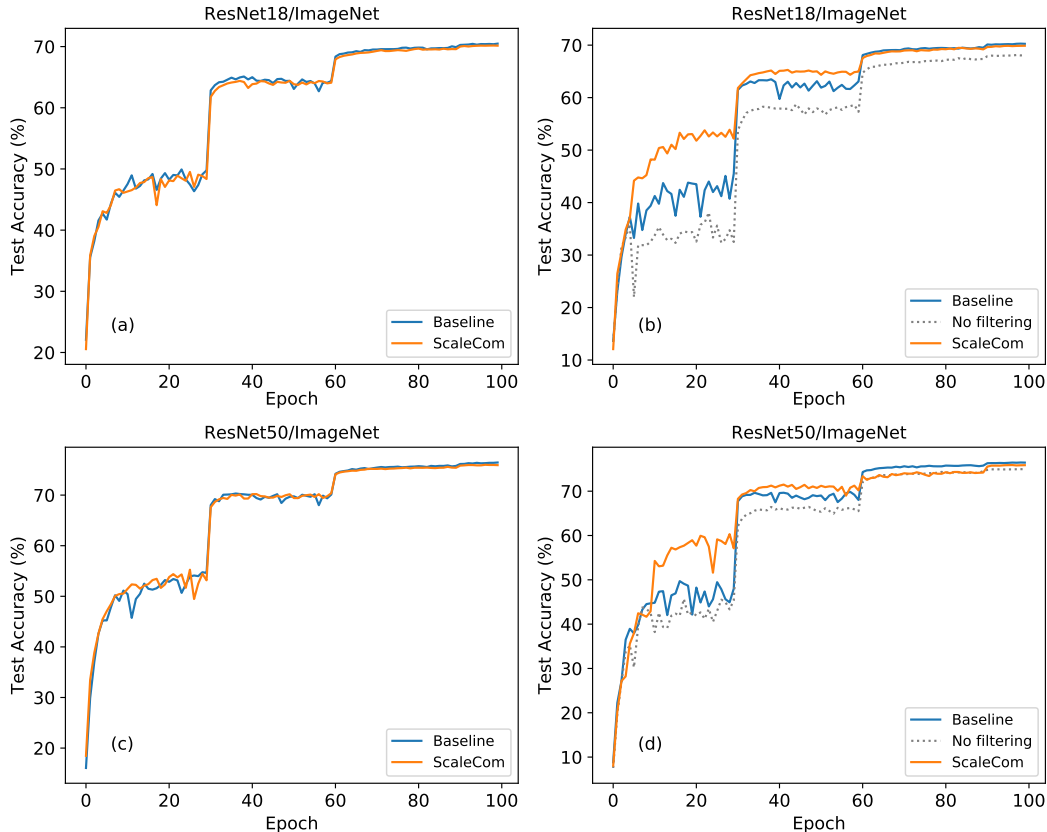 ResNet18/ImageNet
Test Accuracy (%)
70
60
50
40
30
20
(a)
Baseline
ScaleCom
0 20 40 60 80 100
Epoch
ResNet18/ImageNet
Test Accuracy (%)
70
60
50
40
30
20
10
(b)
Baseline
No filtering
ScaleCom
0 20 40 60 80 100
Epoch
ResNet50/ImageNet
Test Accuracy (%)
70
60
50
40
30
20
(c)
Baseline
ScaleCom
0 20 40 60 80 100
Epoch
ResNet50/ImageNet
Test Accuracy (%)
70
60
50
40
30
20
10
(d)
Baseline
No filtering
ScaleCom
0 20 40 60 80 100
Epoch